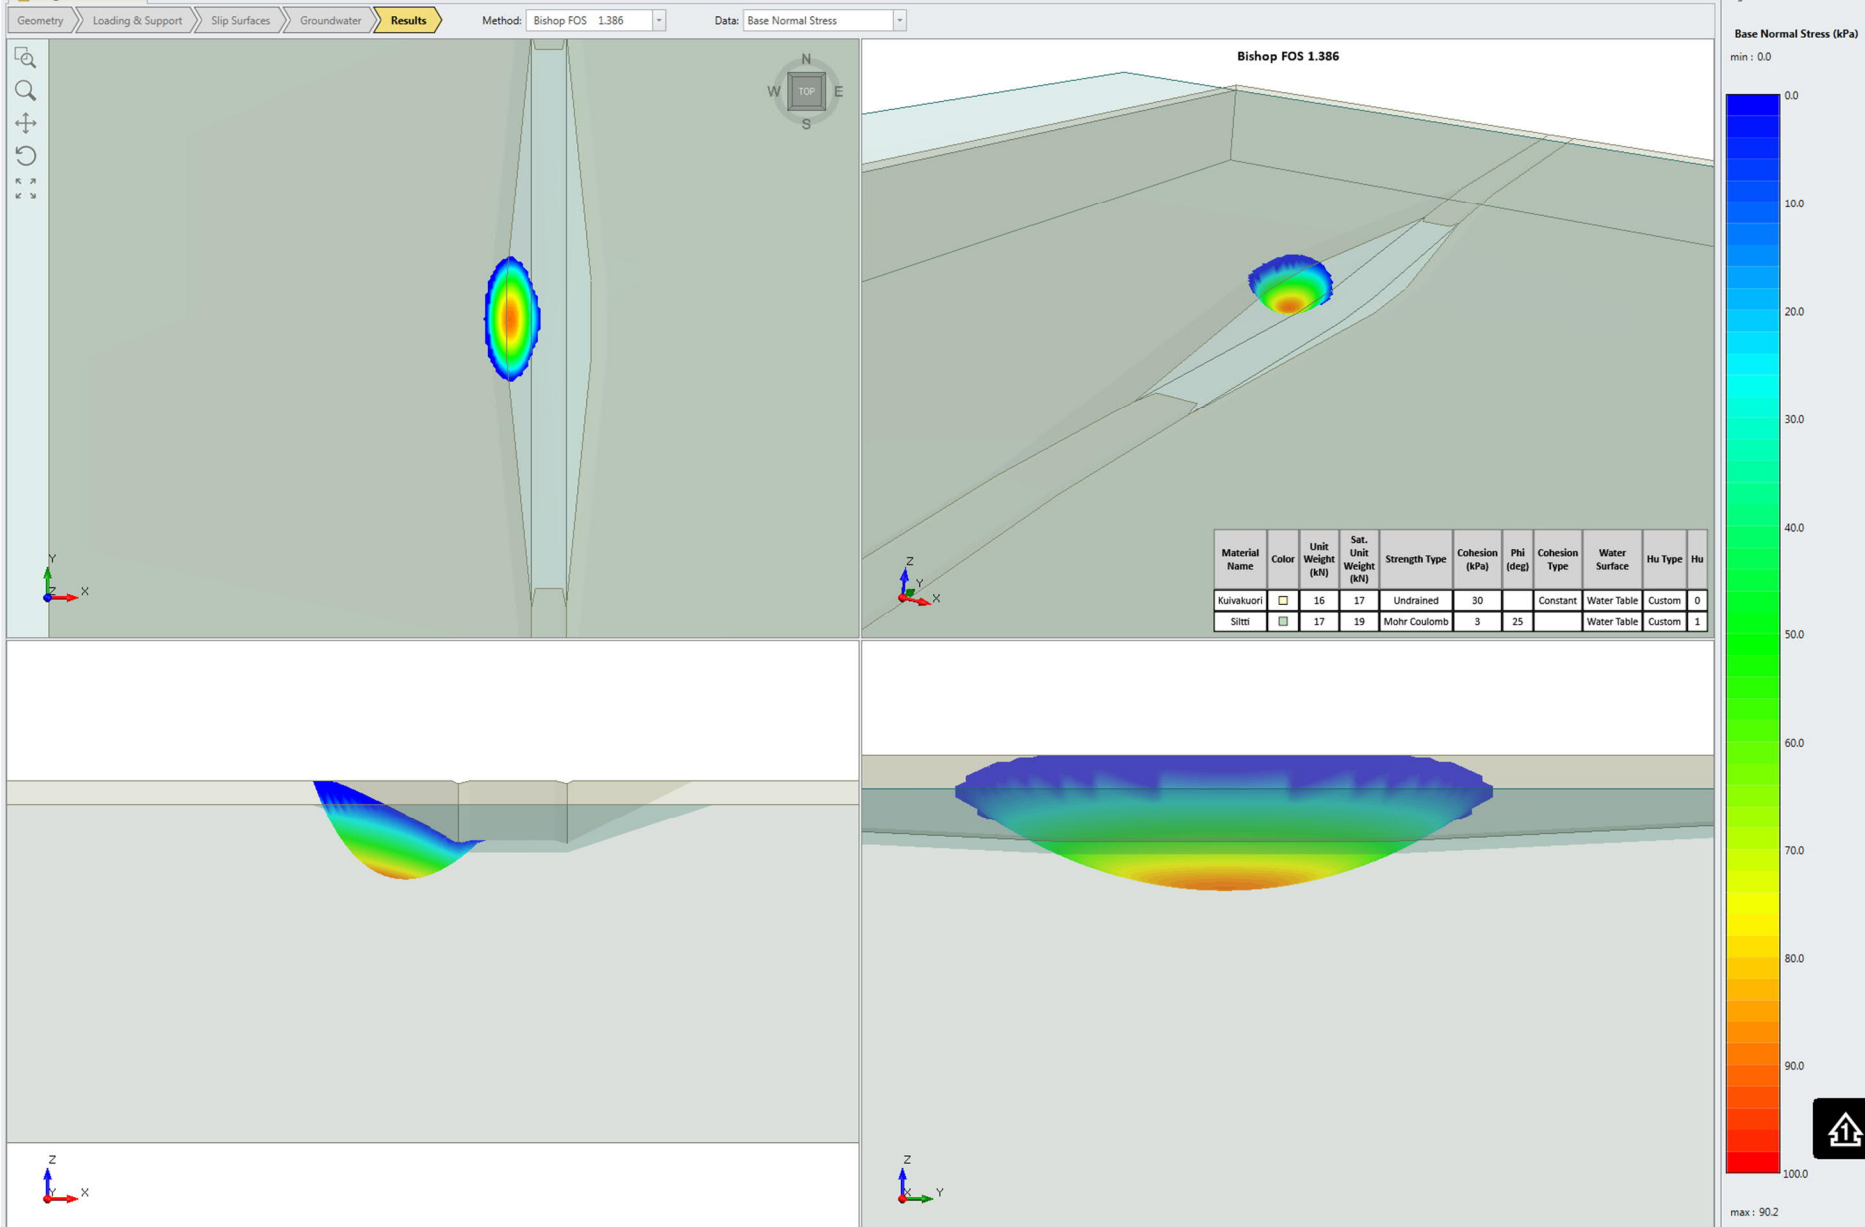 Geometry Loading & Support Slip Surfaces Groundwater Results Method: Bishop FOS 1.386 Data: Base Normal Stress
N
W TOP E
S
Y
Z X
Bishop FOS 1.386
Z
Y
X
Material Name Color Unit Weight (kN) Sat. Unit Weight (kN) Strength Type Cohesion (kPa) Phi (deg) Cohesion Type Water Surface Hu Type Hu
Kuivakuori 16 17 Undrained 30 Constant Water Table Custom 0
Siltti 17 19 Mohr Coulomb 3 25 Water Table Custom 1
Z
Y X
Z
X Y
Base Normal Stress (kPa)
min : 0.0
0.0
10.0
20.0
30.0
40.0
50.0
60.0
70.0
80.0
90.0
100.0
max : 90.2
1